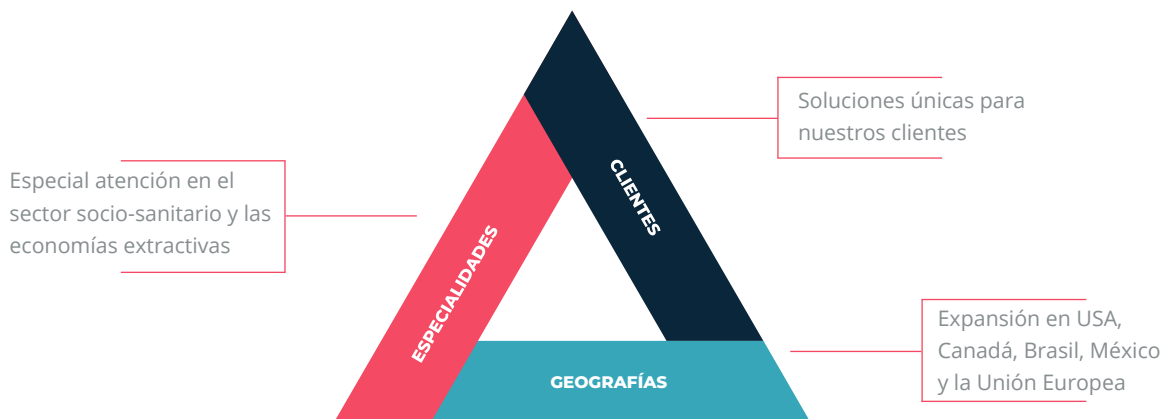 Soluciones únicas para
nuestros clientes
CLIENTES
Especial atención en el
sector socio-sanitario y las
economías extractivas
ESPECIALIDADES
Expansión en USA,
Canadá, Brasil, México
y la Unión Europea
GEOGRAFÍAS